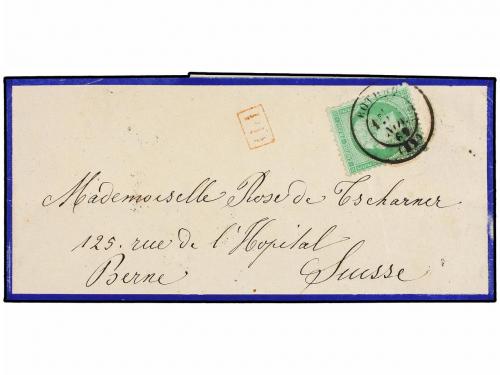 Mademoiselle Rose de Tscharner
125. rue de l'Hopital
Berne Suisse